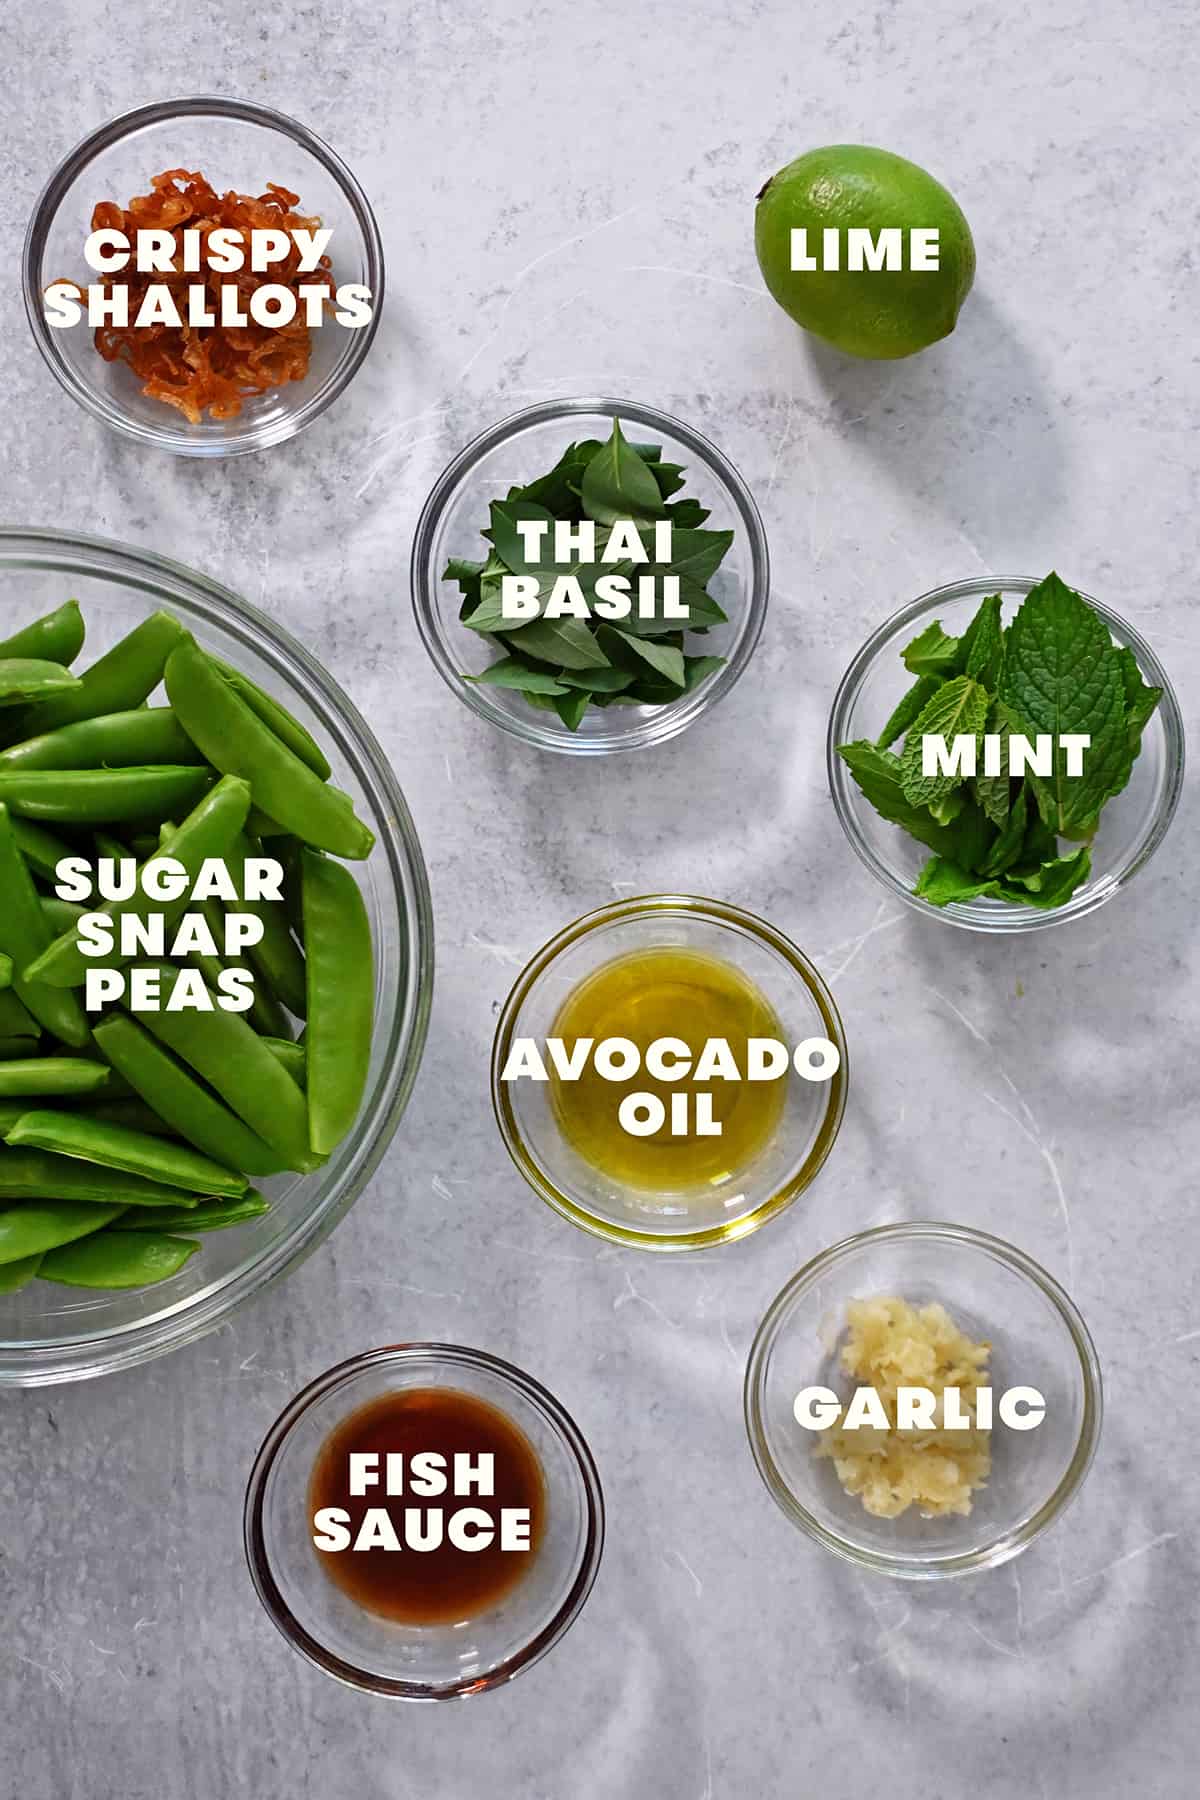 CRISPY
SHALLOTS
LIME
THAI
BASIL
MINT
SUGAR
SNAP
PEAS
AVOCADO
OIL
GARLIC
FISH
SAUCE